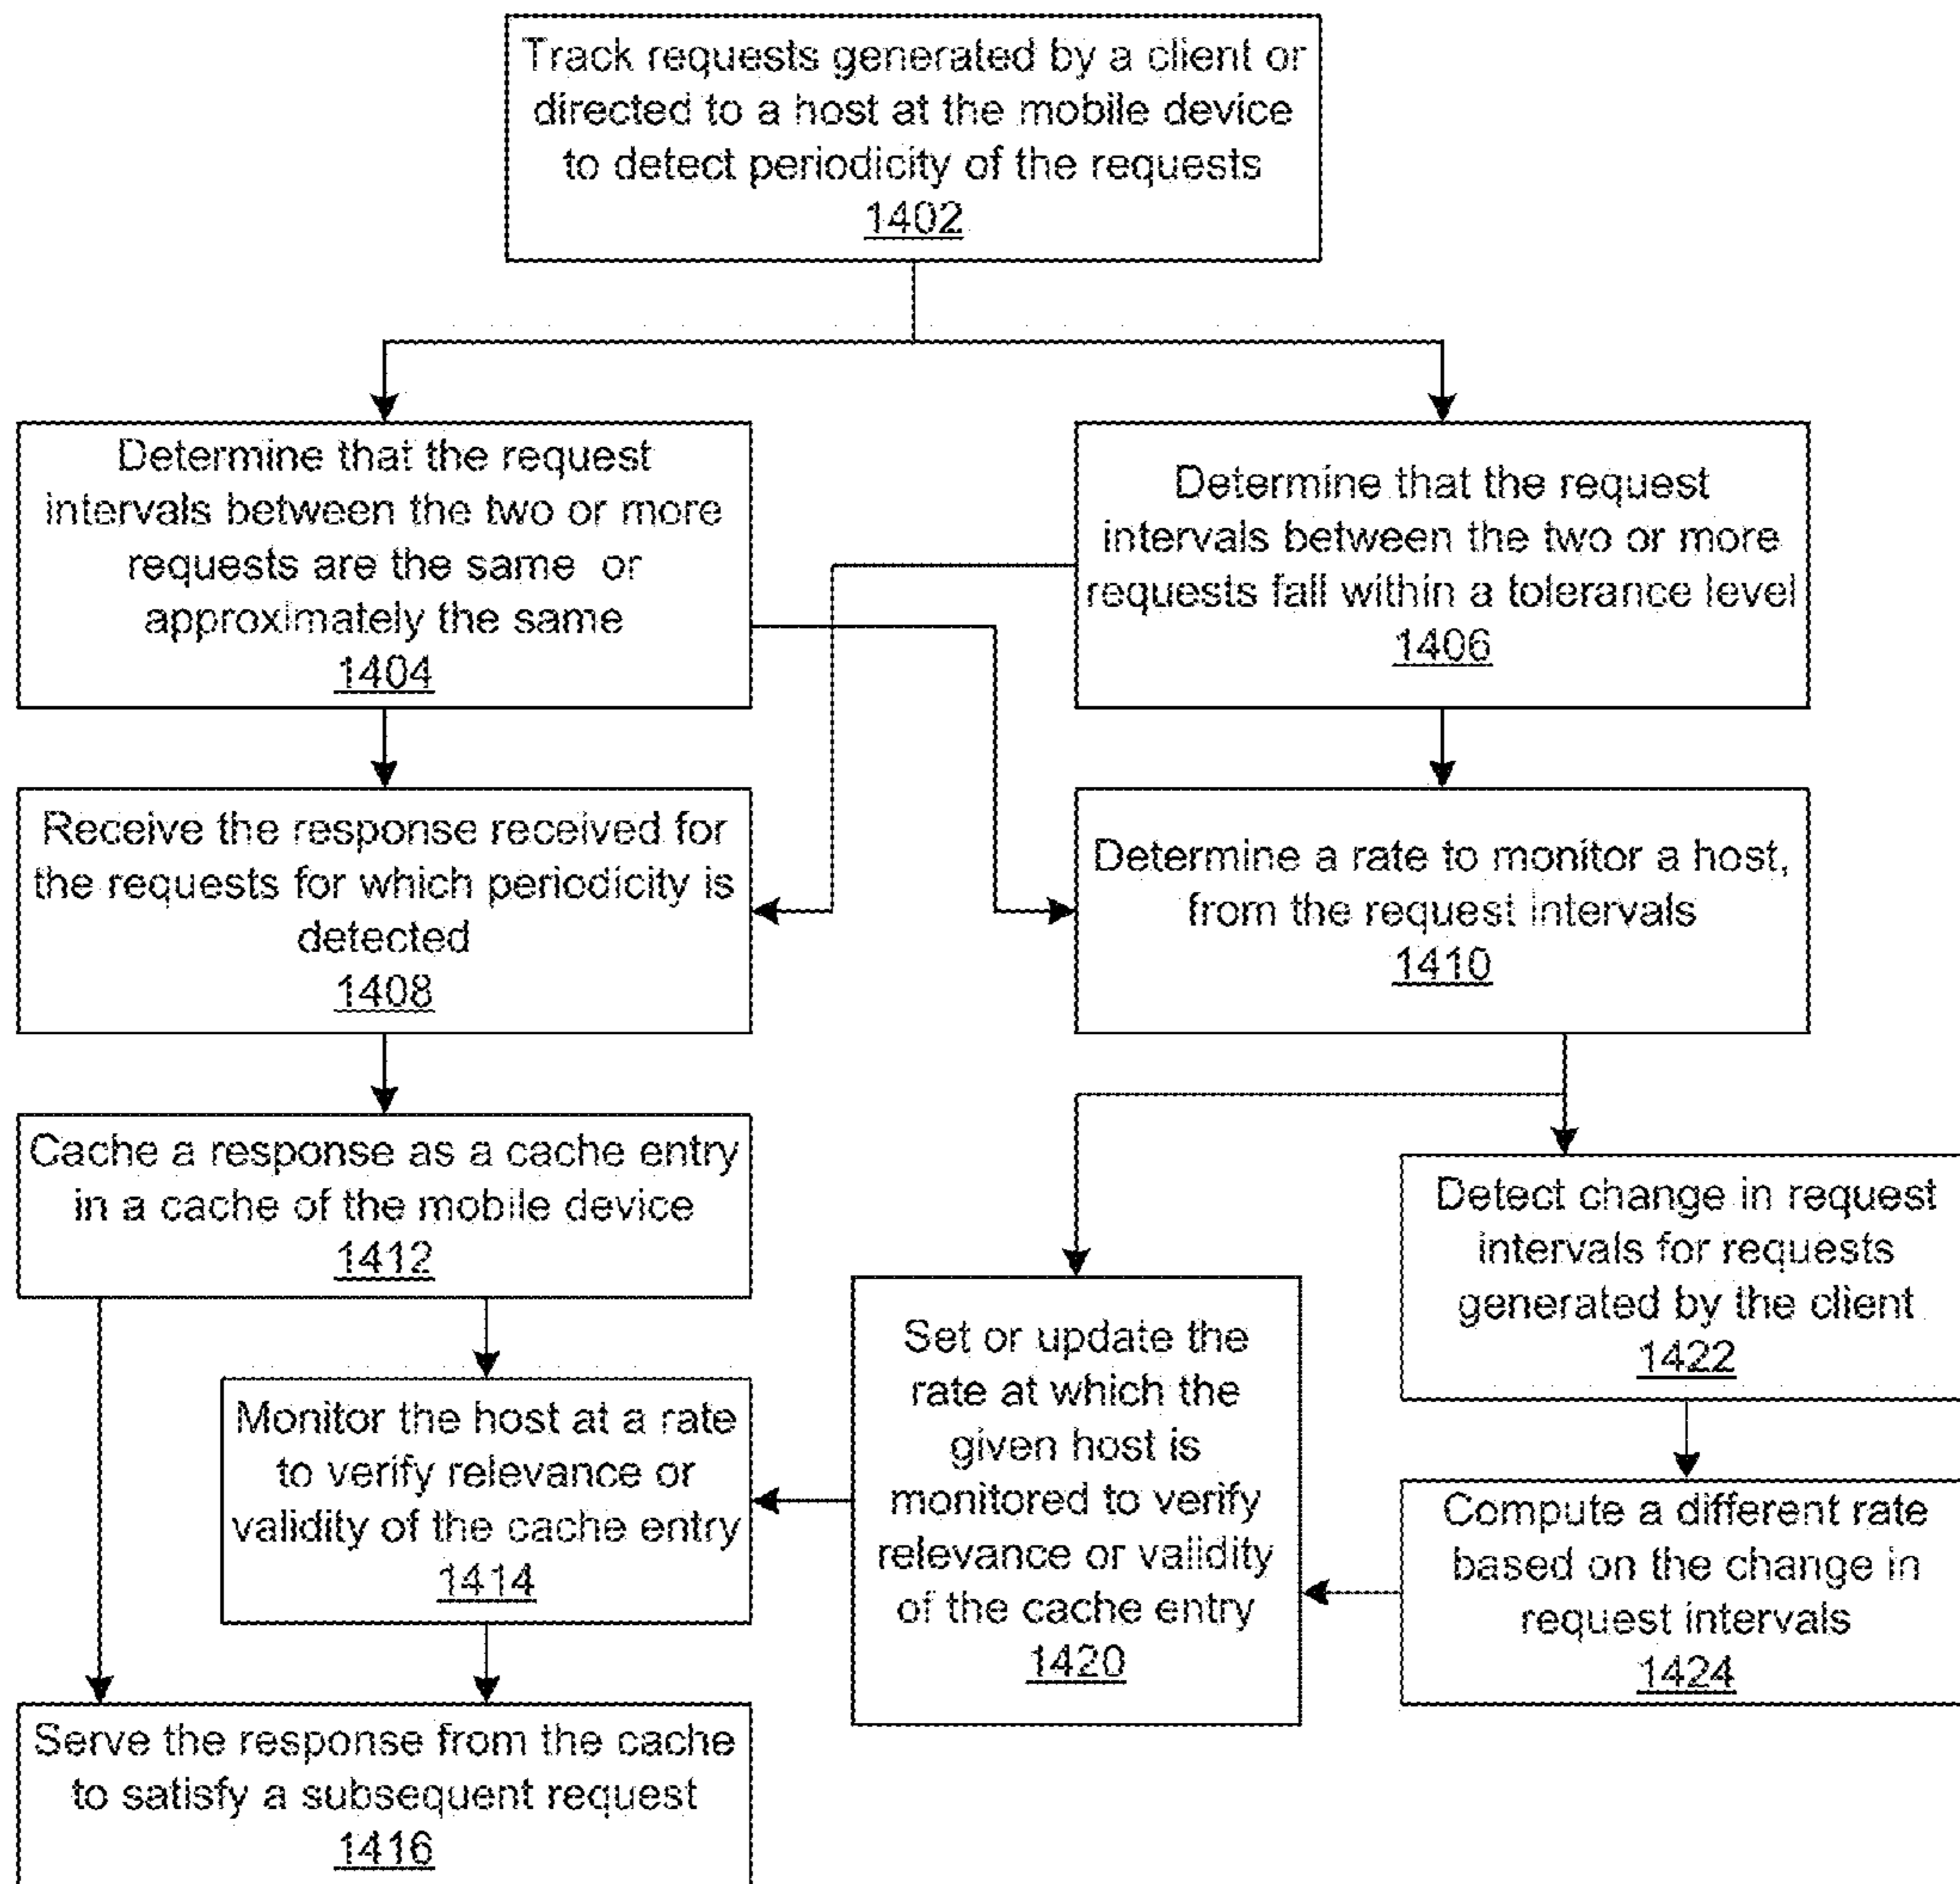 Track requests generated by a client or
directed to a host at the mobile device
to detect periodicity of the requests
1402
Determine that the request
intervals between the two or more
requests are the same or
approximately the same
1404
Determine that the request
intervals between the two or more
requests fall within a tolerance level
1406
Receive the response received for
the requests for which periodicity is
detected
1408
Determine a rate to monitor a host,
from the request intervals
1410
Cache a response as a cache entry
in a cache of the mobile device
1412
Detect change in request
intervals for requests
generated by the client
1422
Set or update the
rate at which the
given host is
monitored to verify
relevance or validity
of the cache entry
1420
Monitor the host at a rate
to verify relevance or
validity of the cache entry
1414
Compute a different rate
based on the change in
request intervals
1424
Serve the response from the cache
to satisfy a subsequent request
1416